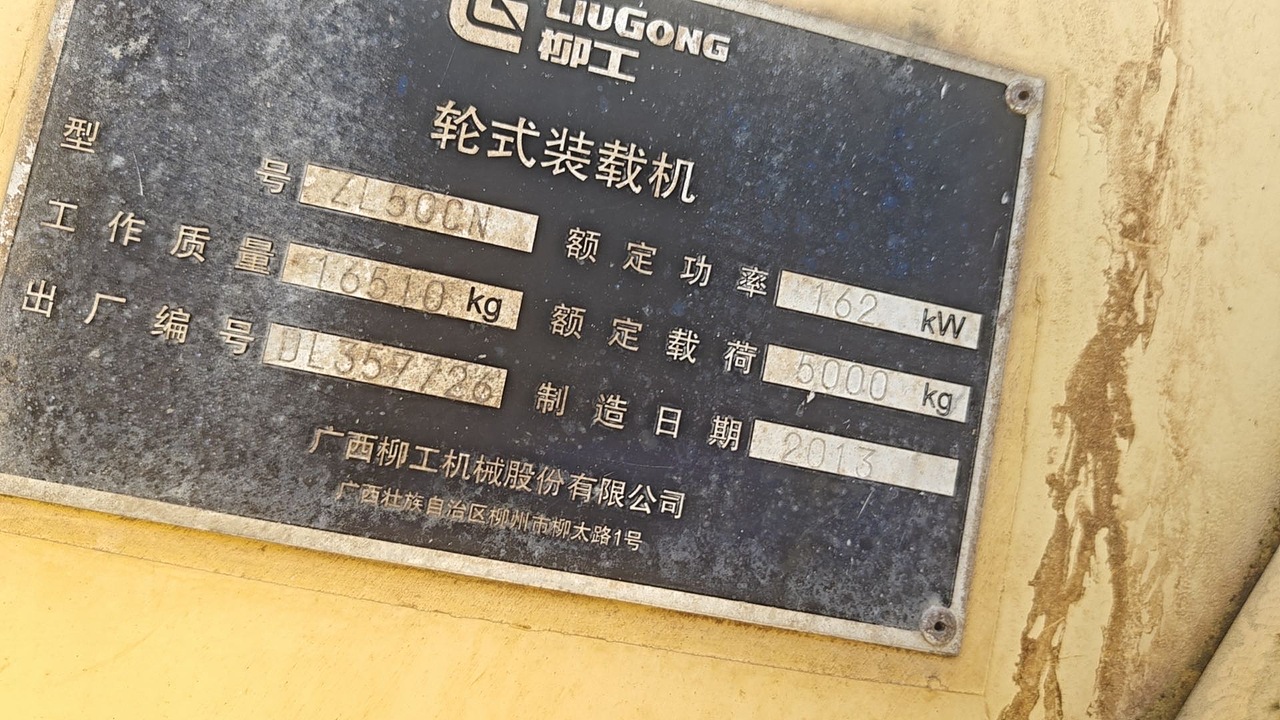 LIUGONG
柳工
轮式装载机
型号 ZL50CN 额定功率 162 kW
工作质量 16510 kg 额定载荷 5000 kg
出厂编号 DL357728 制造日期 2013
广西柳工机械股份有限公司
广西壮族自治区柳州市柳太路1号